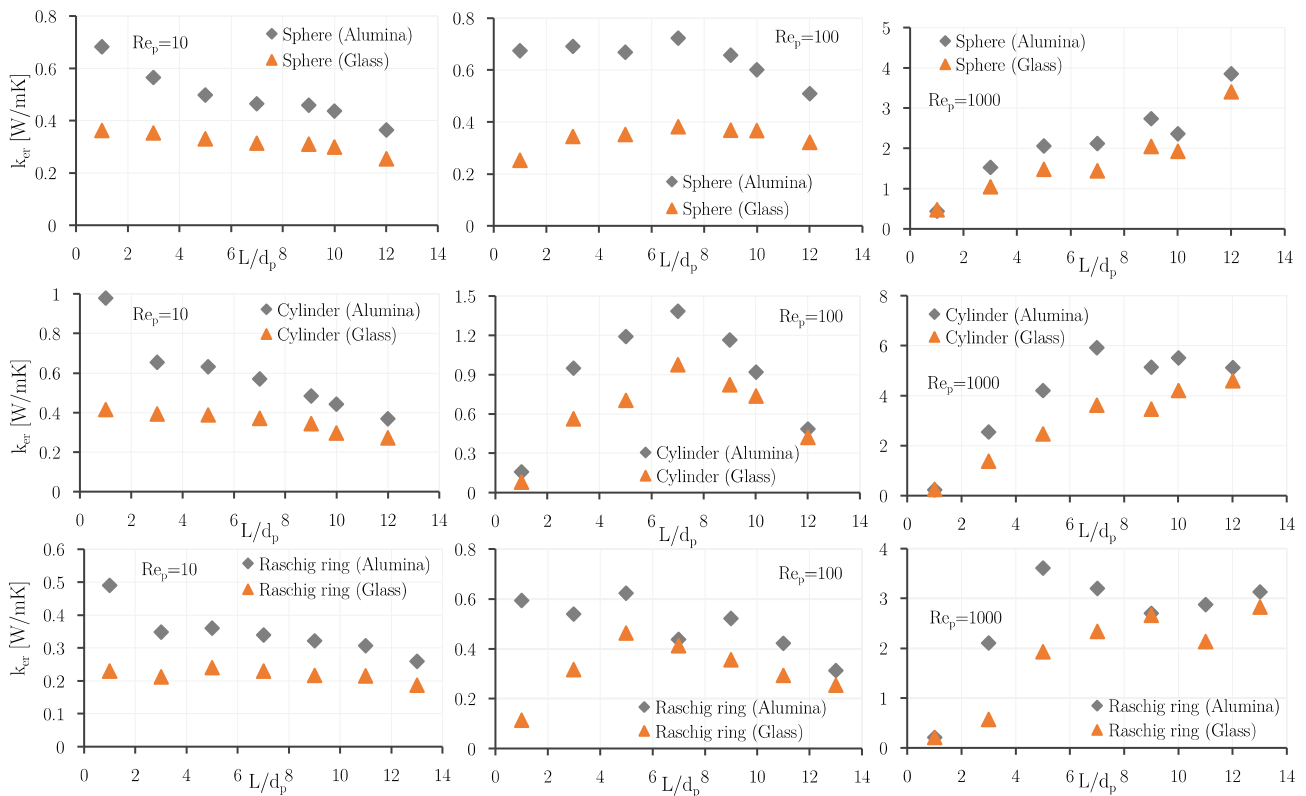 0.8
0.6
0.4
0.2
0
k_er [W/mK]
Re_p=10
Sphere (Alumina)
Sphere (Glass)
0 2 4 6 8 10 12 14
L/d_p
0.8
0.6
0.4
0.2
0
Re_p=100
Sphere (Alumina)
Sphere (Glass)
0 2 4 6 8 10 12 14
L/d_p
5
4
3
2
1
0
Sphere (Alumina)
Sphere (Glass)
Re_p=1000
0 2 4 6 8 10 12 14
L/d_p
1
0.8
0.6
0.4
0.2
0
k_er [W/mK]
Re_p=10
Cylinder (Alumina)
Cylinder (Glass)
0 2 4 6 8 10 12 14
L/d_p
1.5
1.2
0.9
0.6
0.3
0
Re_p=100
Cylinder (Alumina)
Cylinder (Glass)
0 2 4 6 8 10 12 14
L/d_p
8
6
4
2
0
Cylinder (Alumina)
Cylinder (Glass)
Re_p=1000
0 2 4 6 8 10 12 14
L/d_p
0.6
0.5
0.4
0.3
0.2
0.1
0
k_er [W/mK]
Re_p=10
Raschig ring (Alumina)
Raschig ring (Glass)
0 2 4 6 8 10 12 14
L/d_p
0.8
0.6
0.4
0.2
0
Re_p=100
Raschig ring (Alumina)
Raschig ring (Glass)
0 2 4 6 8 10 12 14
L/d_p
4
3
2
1
0
Re_p=1000
Raschig ring (Alumina)
Raschig ring (Glass)
0 2 4 6 8 10 12 14
L/d_p